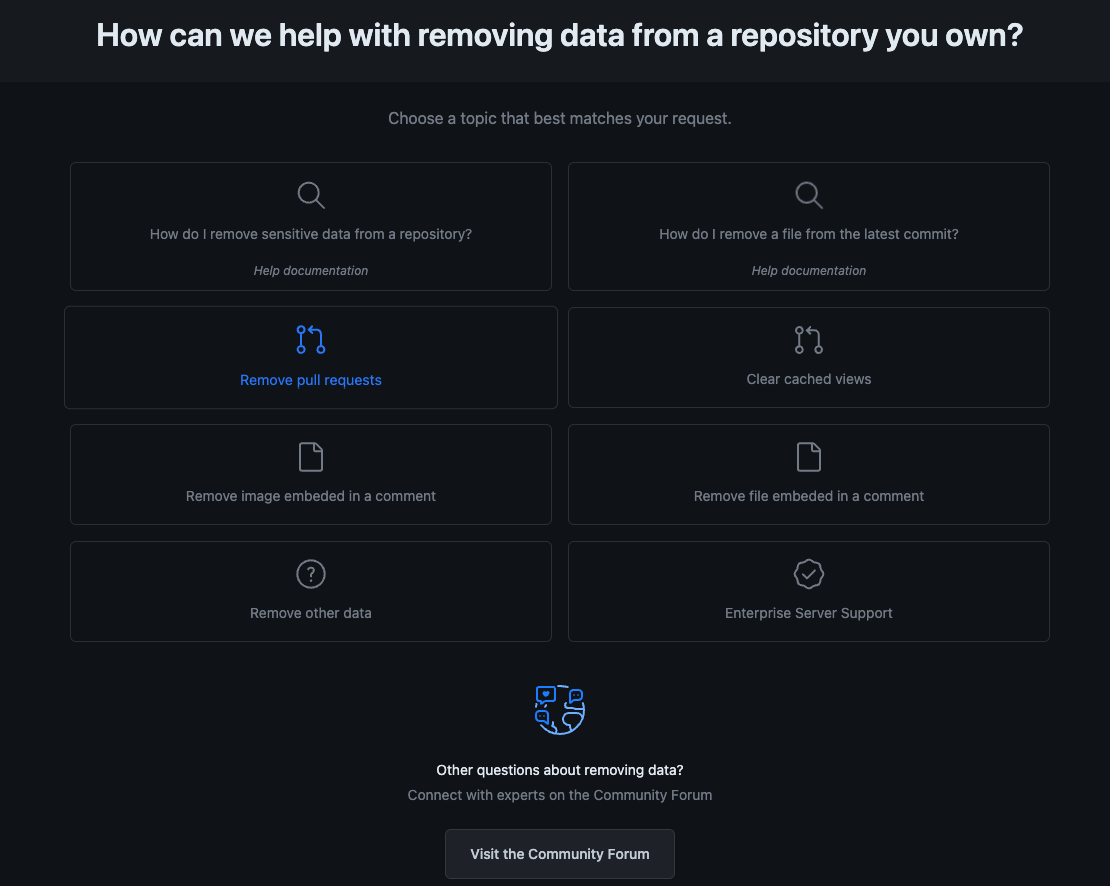 How can we help with removing data from a repository you own?
Choose a topic that best matches your request.
How do I remove sensitive data from a repository?
Help documentation
How do I remove a file from the latest commit?
Help documentation
Remove pull requests
Clear cached views
Remove image embeded in a comment
Remove file embeded in a comment
Remove other data
Enterprise Server Support
Other questions about removing data?
Connect with experts on the Community Forum
Visit the Community Forum